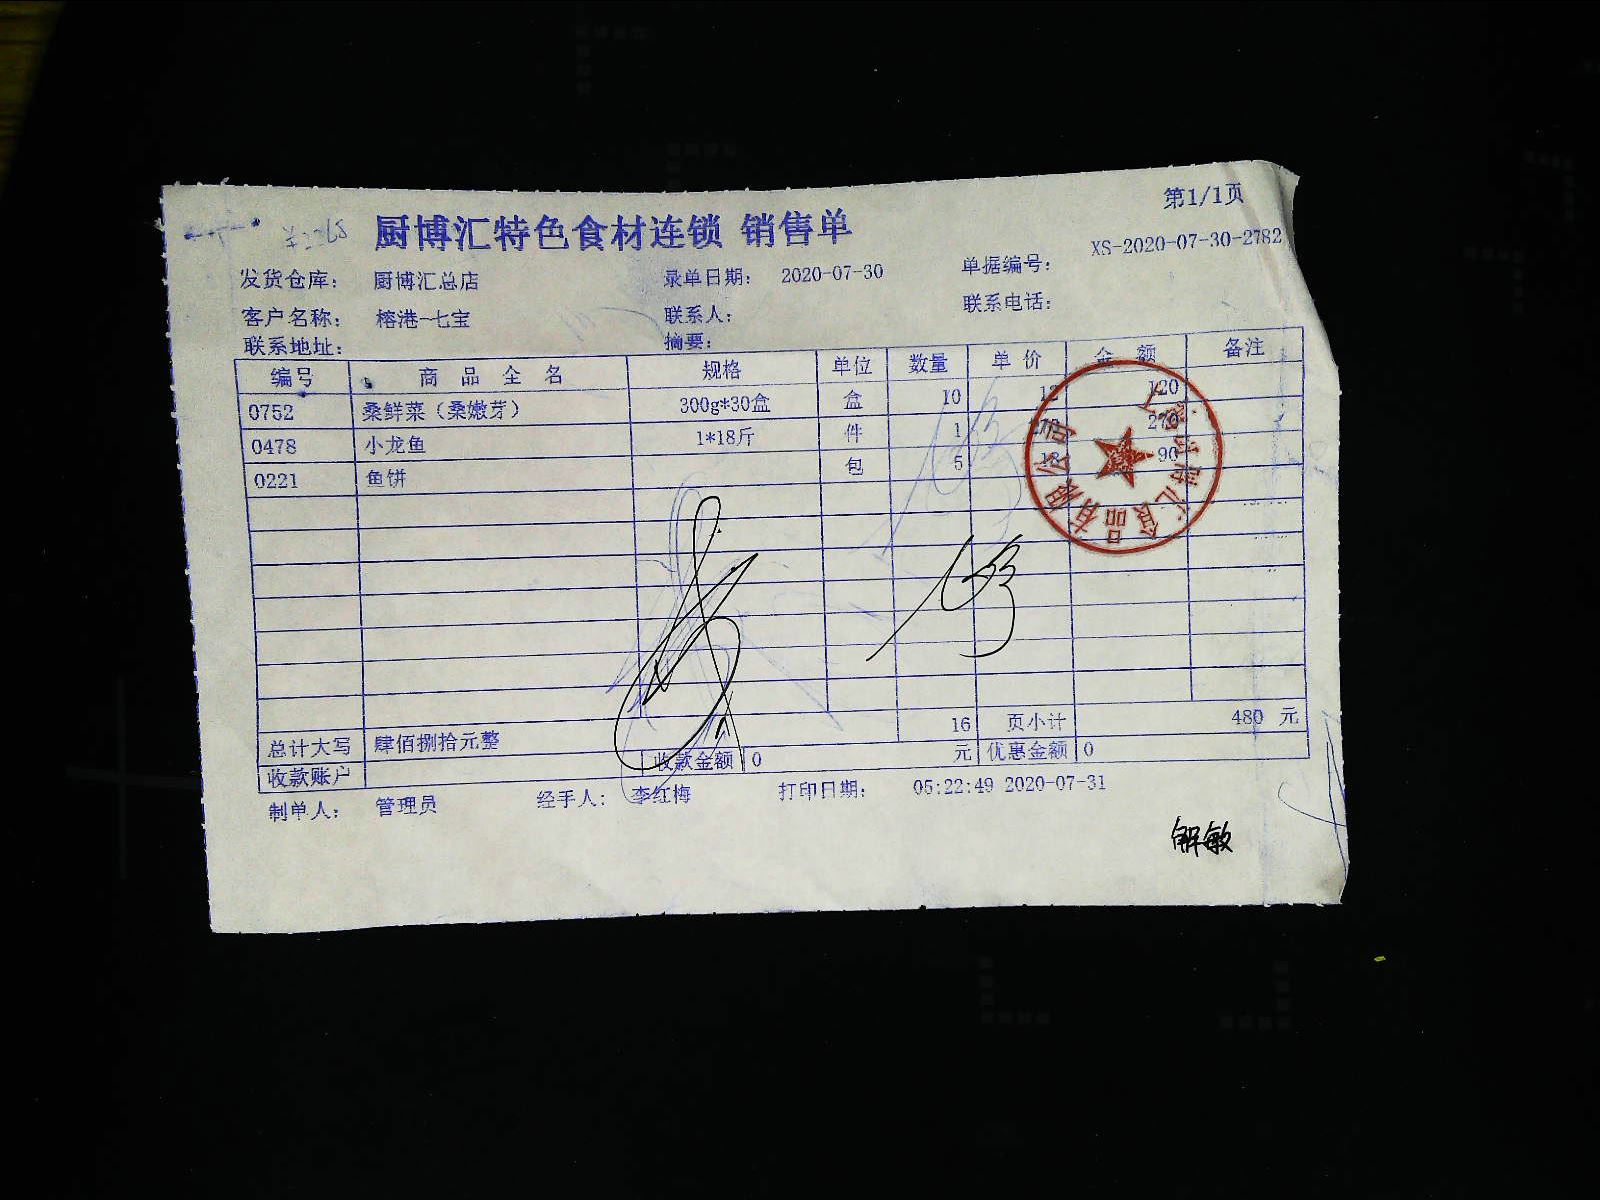 第1/1页
厨博汇特色食材连锁 销售单
发货仓库： 厨博汇总店 录单日期： 2020-07-30 单据编号： XS-2020-07-30-2782
客户名称： 榕港-七宝 联系人： 联系电话：
联系地址： 摘要：
编号 商品全名 规格 单位 数量 单价 金额 备注
0752 桑鲜菜（桑嫩芽） 300g*30盒 盒 10 12 120
0478 小龙鱼 1*18斤 件 1 270
0221 鱼饼 包 5 18 90
16 页小计 480 元
总计大写 肆佰捌拾元整
收款账户 收款金额 0 元 优惠金额 0
制单人： 管理员 经手人： 李红梅 打印日期： 05:22:49 2020-07-31
解敏